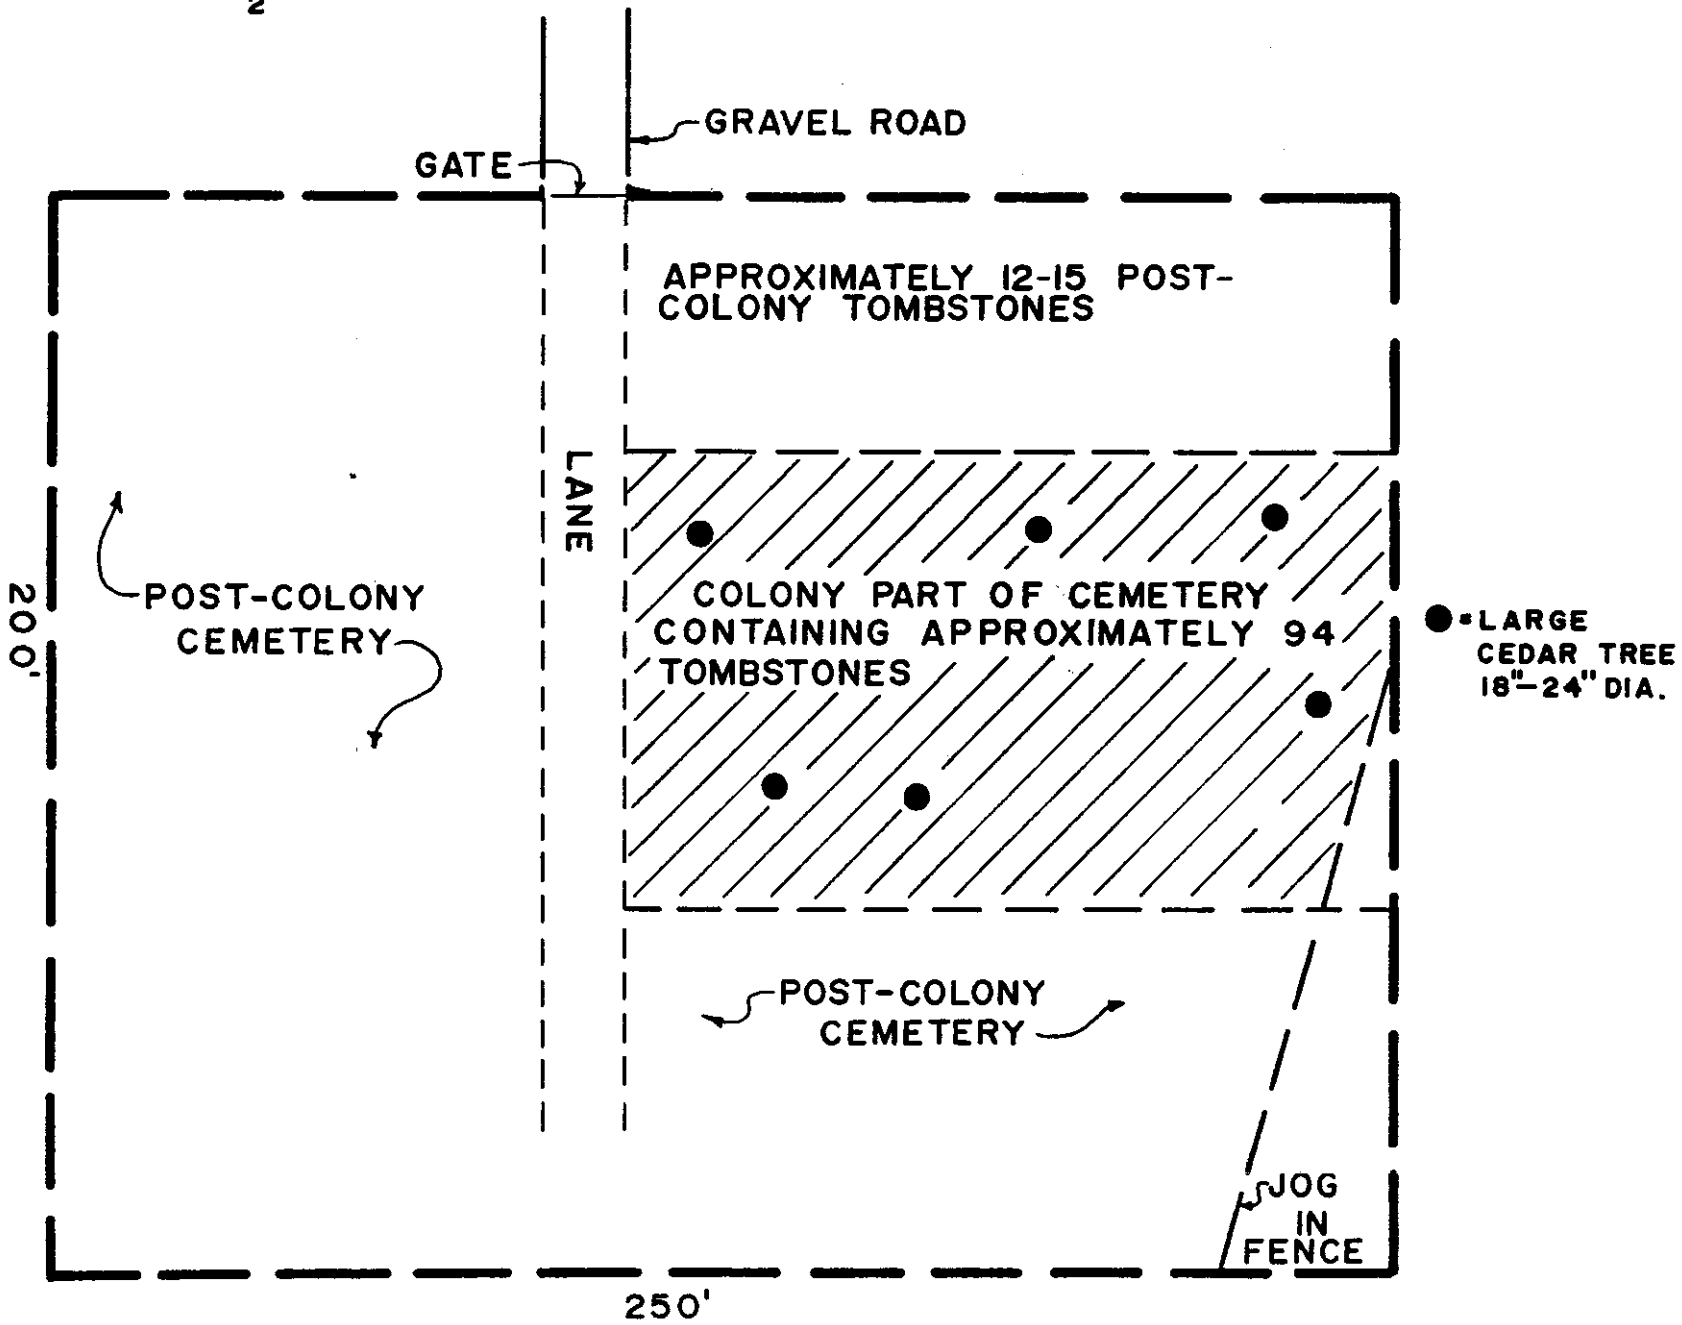 2
GRAVEL ROAD
GATE
APPROXIMATELY 12-15 POST-
COLONY TOMBSTONES
LANE
COLONY PART OF CEMETERY
CONTAINING APPROXIMATELY 94
TOMBSTONES
POST-COLONY
CEMETERY
200'
= LARGE
CEDAR TREE
18"-24" DIA.
POST-COLONY
CEMETERY
JOG
IN
FENCE
250'